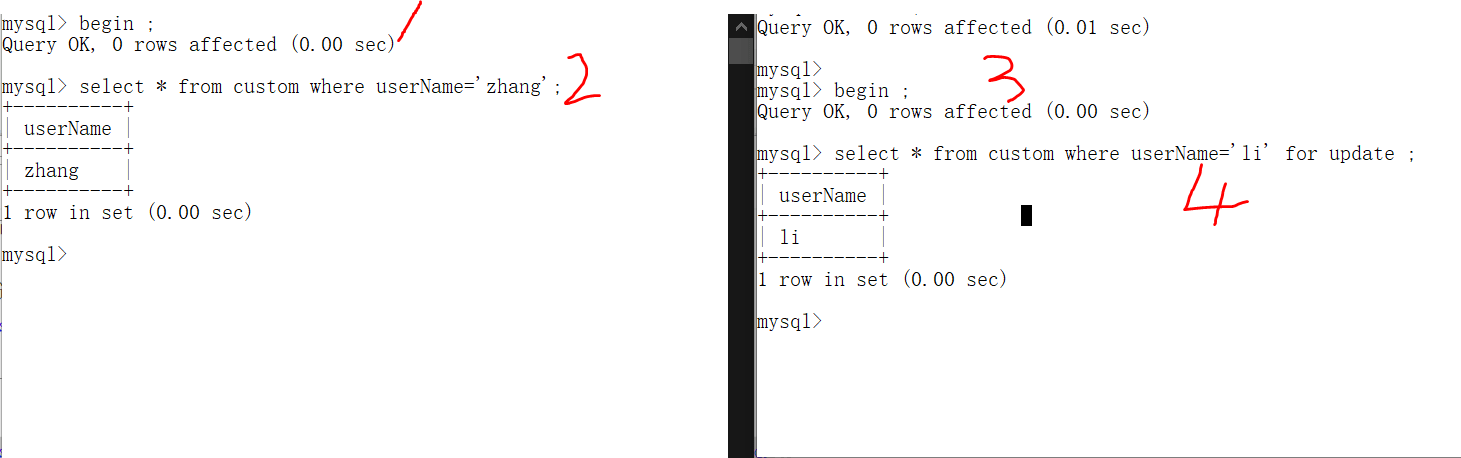 mysql> begin ;
Query OK, 0 rows affected (0.00 sec)
1
mysql> select * from custom where userName='zhang';
2
+----------+
| userName |
+----------+
| zhang    |
+----------+
1 row in set (0.00 sec)
mysql>
Query OK, 0 rows affected (0.01 sec)
mysql>
3
mysql> begin ;
Query OK, 0 rows affected (0.00 sec)
mysql> select * from custom where userName='li' for update ;
4
+----------+
| userName |
+----------+
| li       |
+----------+
1 row in set (0.00 sec)
mysql>